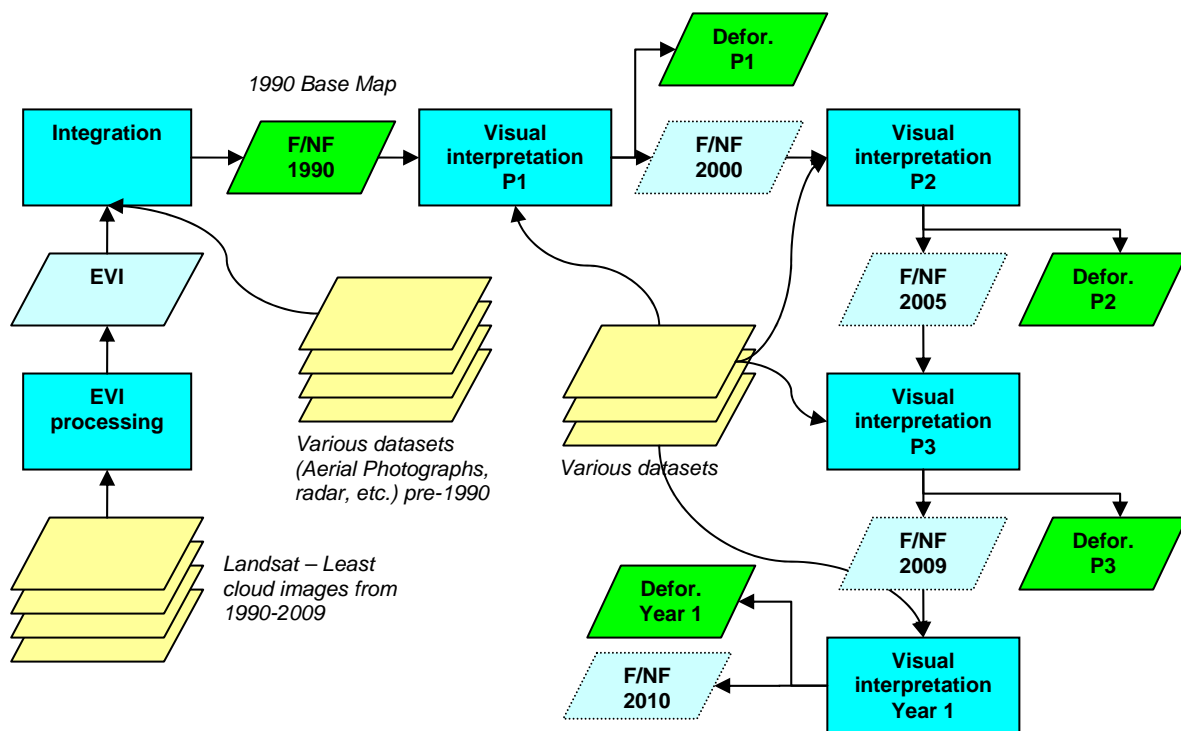 Defor.
P1
1990 Base Map
Integration
F/NF
1990
Visual
interpretation
P1
F/NF
2000
Visual
interpretation
P2
EVI
F/NF
2005
Defor.
P2
EVI
processing
Visual
interpretation
P3
Various datasets
(Aerial Photographs,
radar, etc.) pre-1990
Various datasets
Landsat – Least
cloud images from
1990-2009
F/NF
2009
Defor.
P3
Defor.
Year 1
F/NF
2010
Visual
interpretation
Year 1